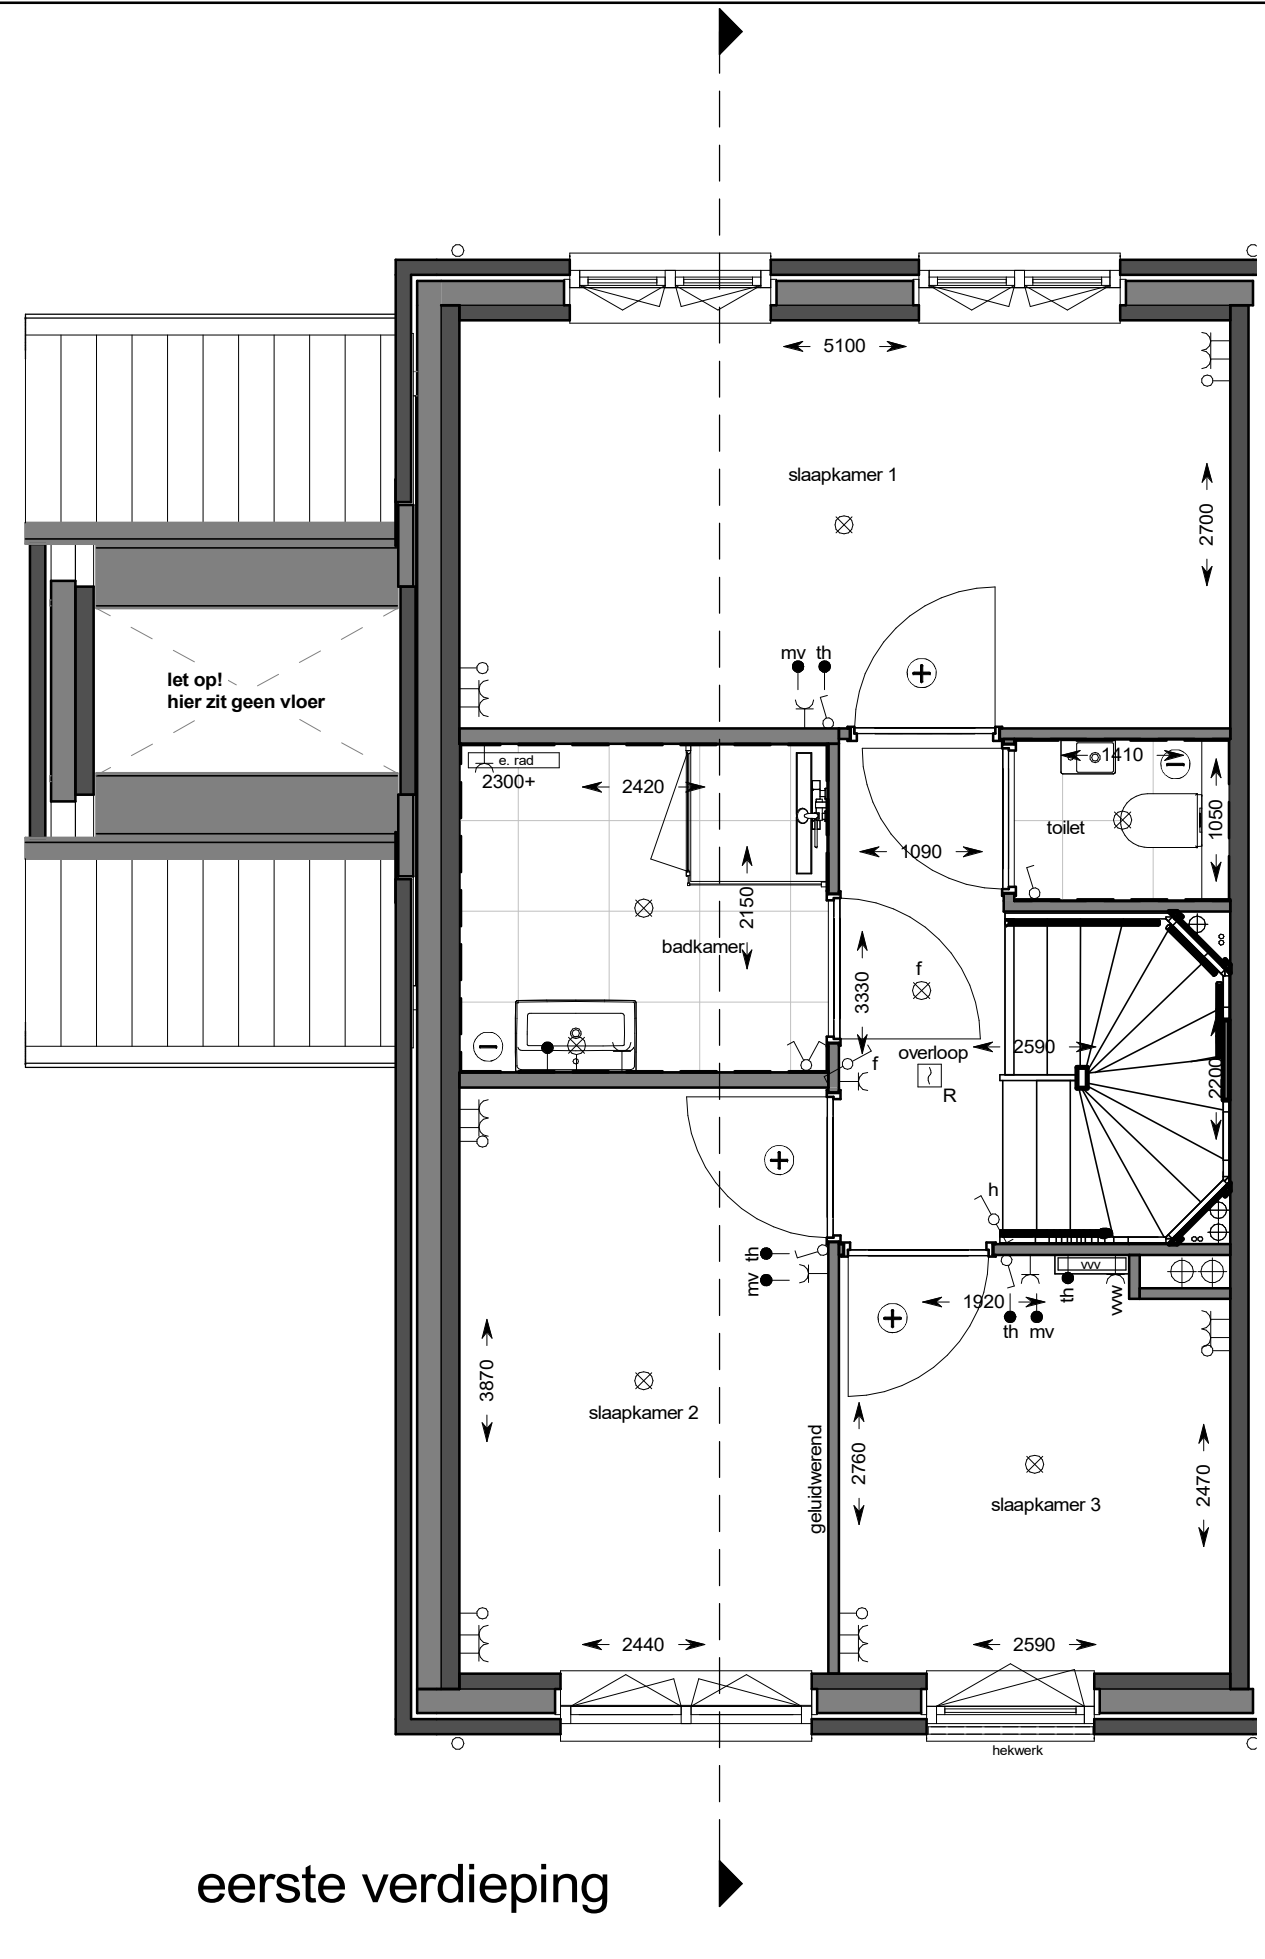 5100
slaapkamer 1
2700
let op!
hier zit geen vloer
mv th
e. rad
2300+
2420
1410
toilet
1050
1090
2150
badkamer
3330
f
overloop
2590
f
R
2200
h
th
mv
vvv
1920
th
vvv
th mv
3870
slaapkamer 2
geluidwerend
2760
slaapkamer 3
2470
2440
2590
hekwerk
eerste verdieping